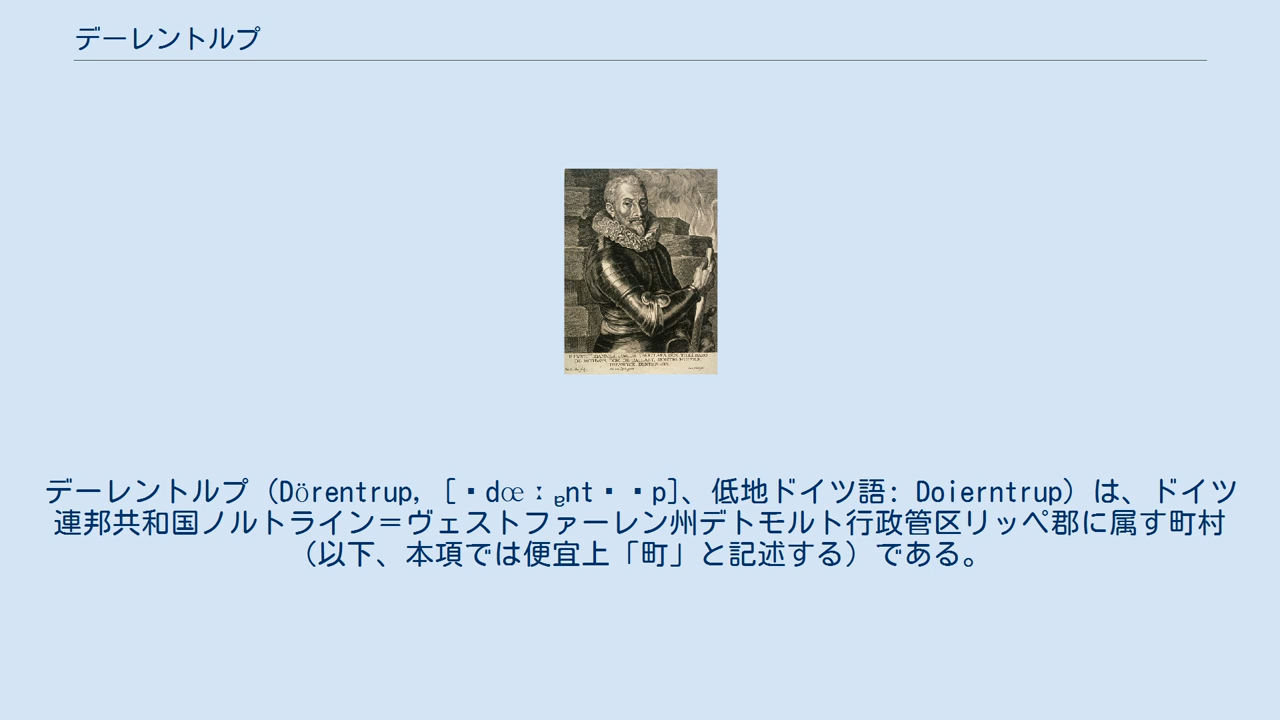 デーレントルプ
デーレントルプ（Dörentrup, [▪dœːɐ̯nt▪▪p]、低地ドイツ語: Doierntrup）は、ドイツ
連邦共和国ノルトライン＝ヴェストファーレン州デトモルト行政管区リッペ郡に属す町村
（以下、本項では便宜上「町」と記述する）である。